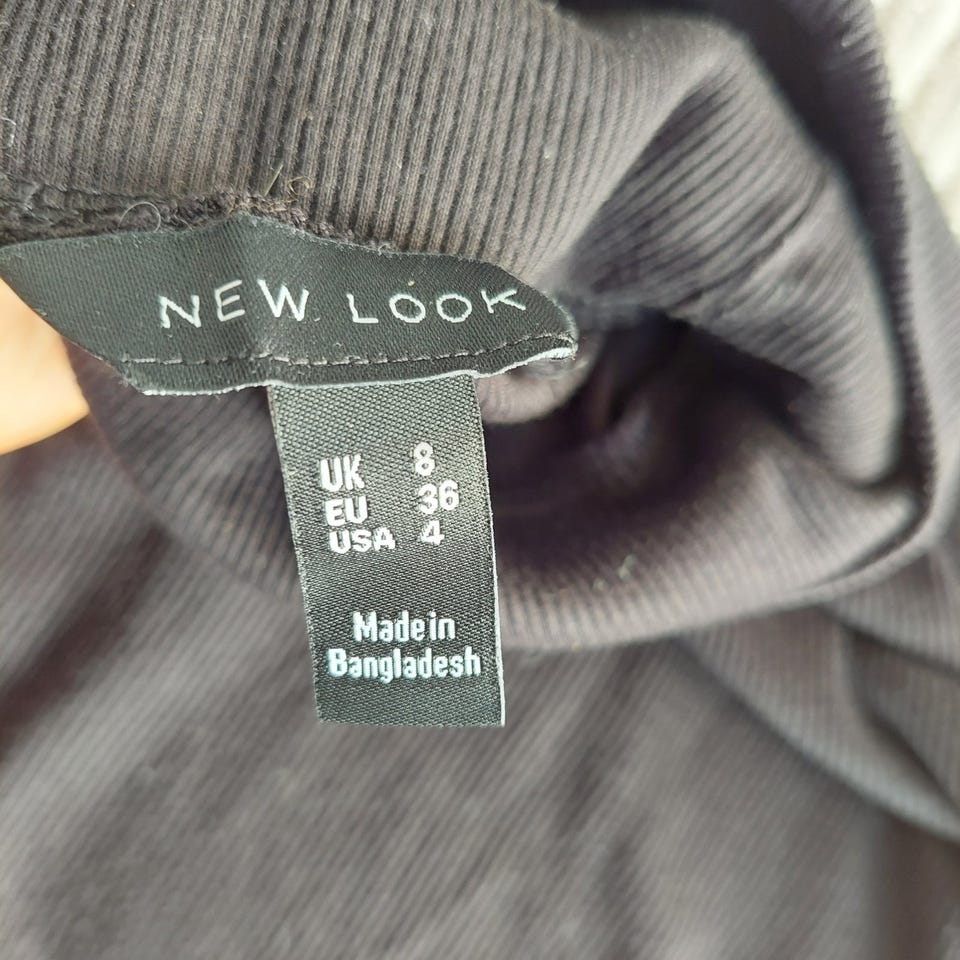 NEW LOOK
UK 8
EU 36
USA 4
Made in
Bangladesh